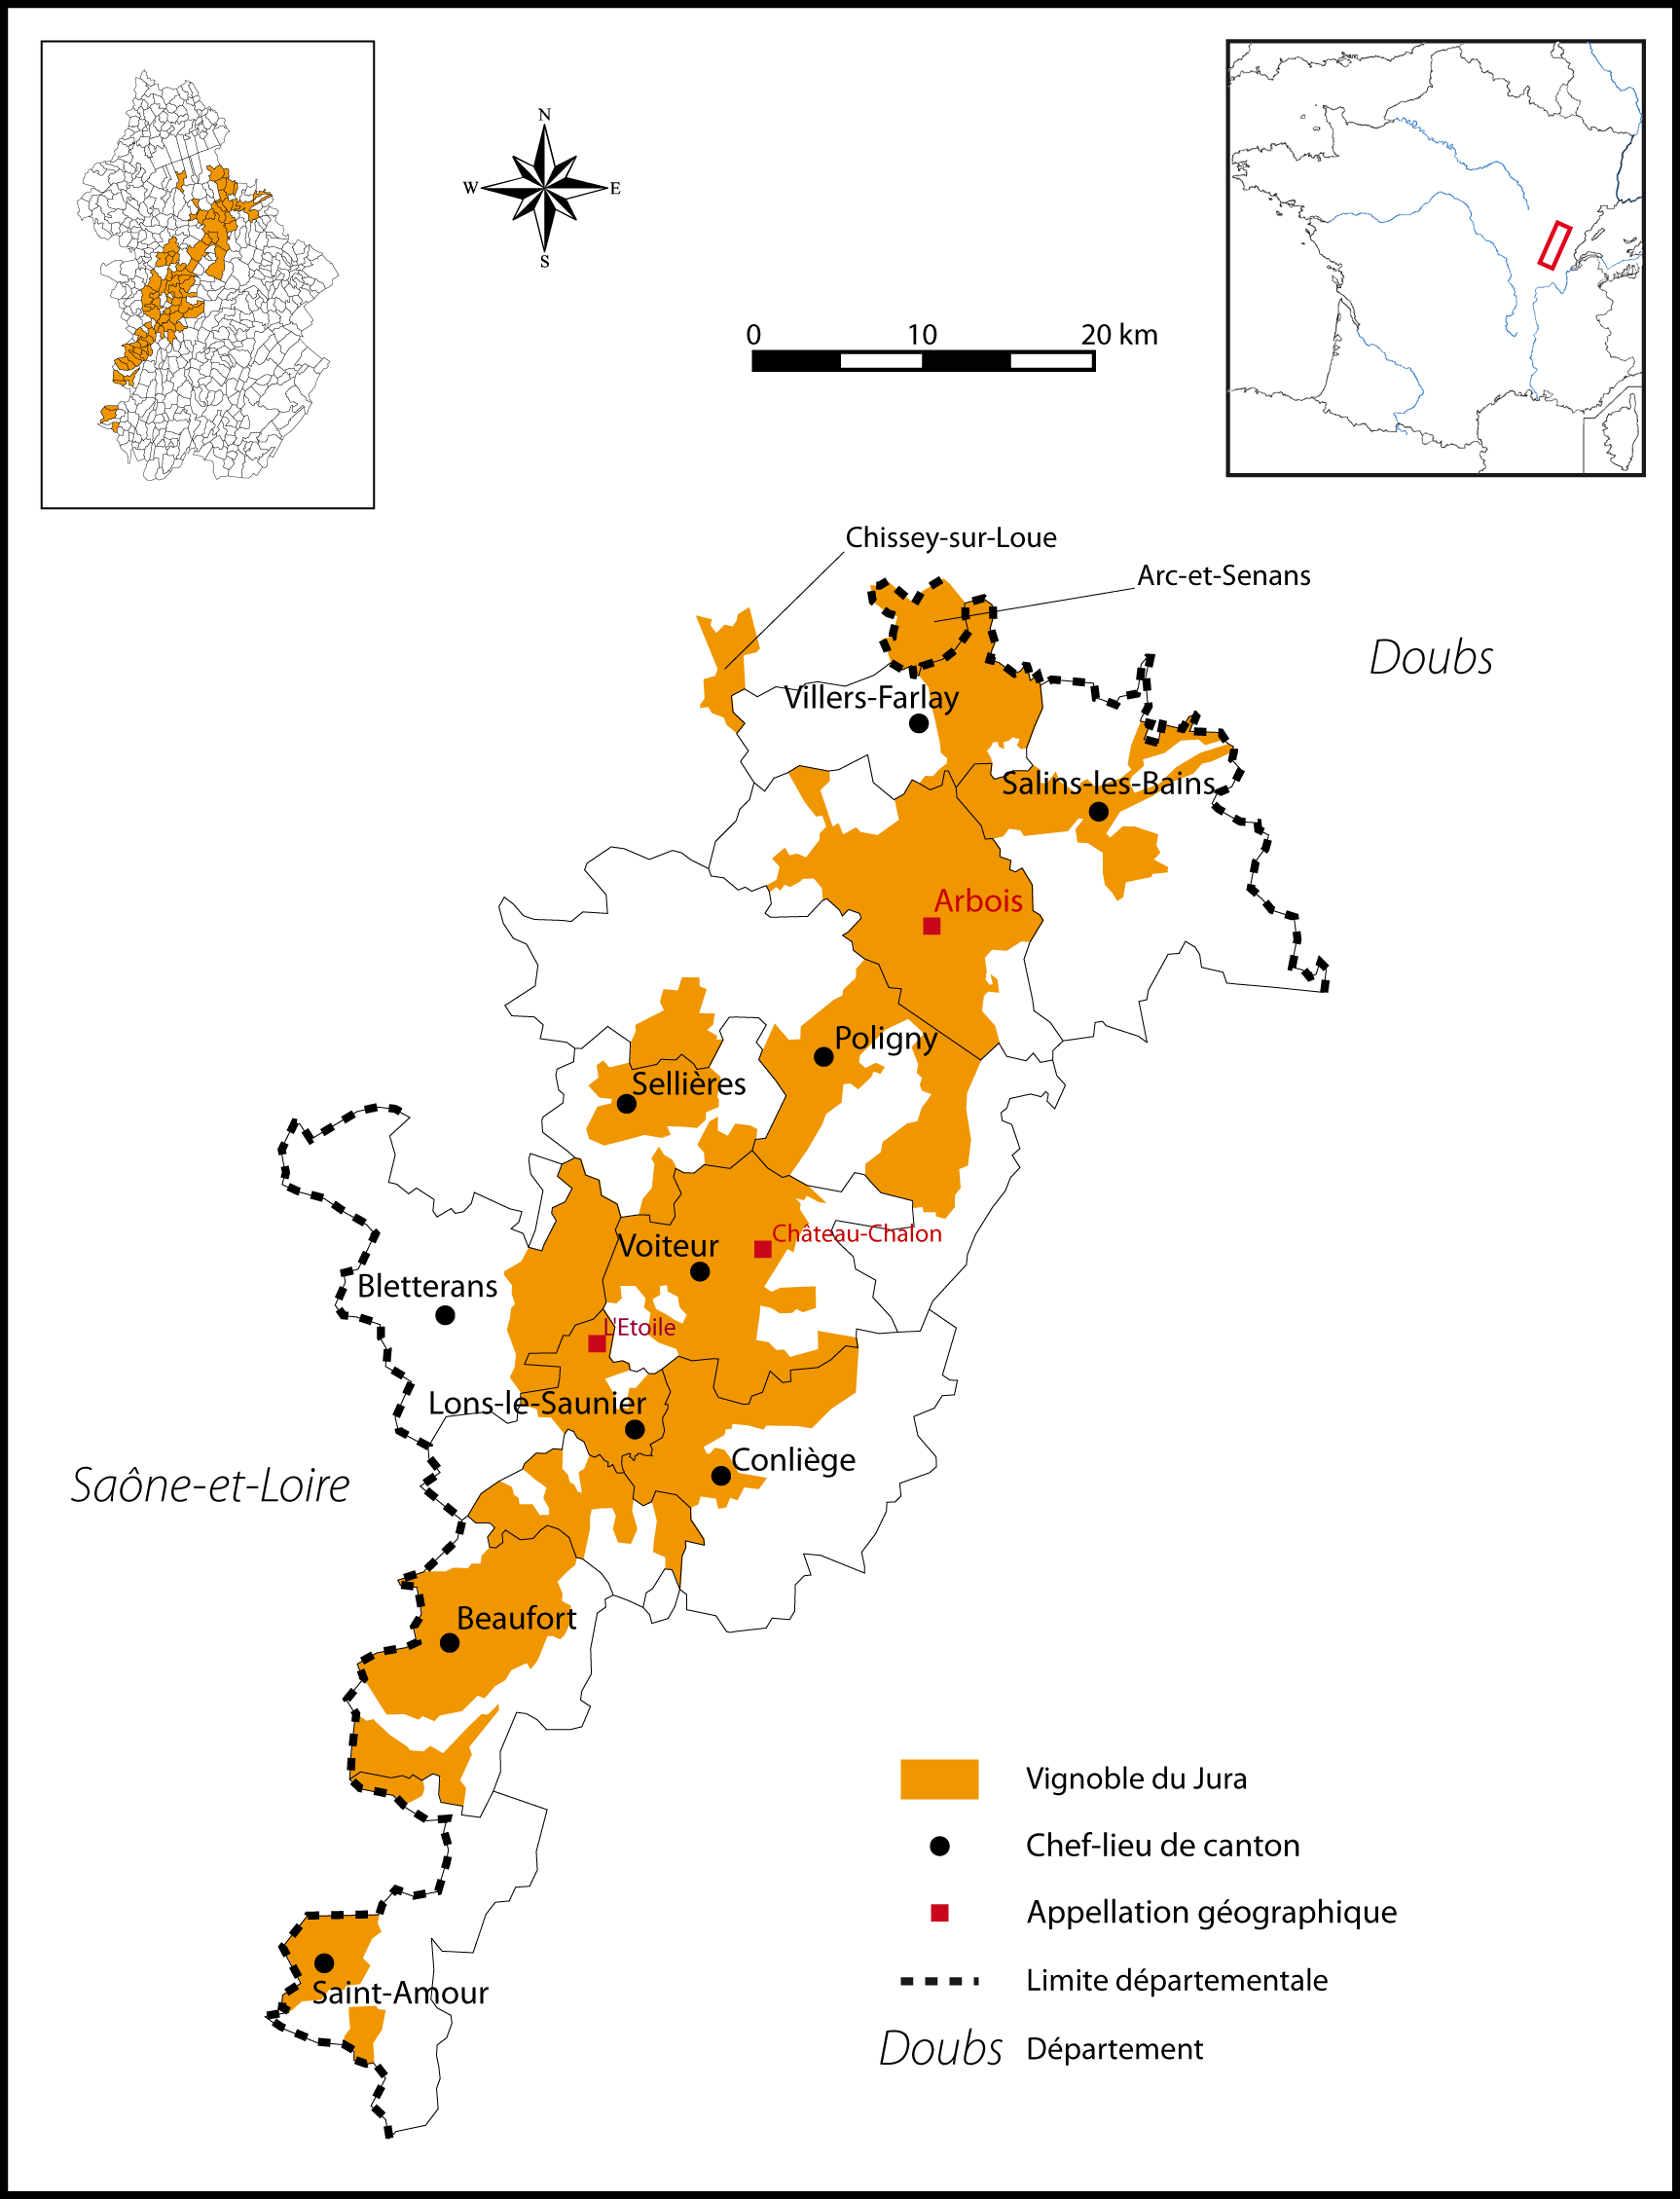 N
W E
S
0 10 20 km
Chissey-sur-Loue
Arc-et-Senans
Doubs
Villers-Farlay
Salins-les-Bains
Arbois
Poligny
Sellières
Château-Chalon
Voiteur
Bletterans
L'Etoile
Lons-le-Saunier
Conliège
Saône-et-Loire
Beaufort
Vignoble du Jura
Chef-lieu de canton
Appellation géographique
Limite départementale
Saint-Amour
Doubs Département